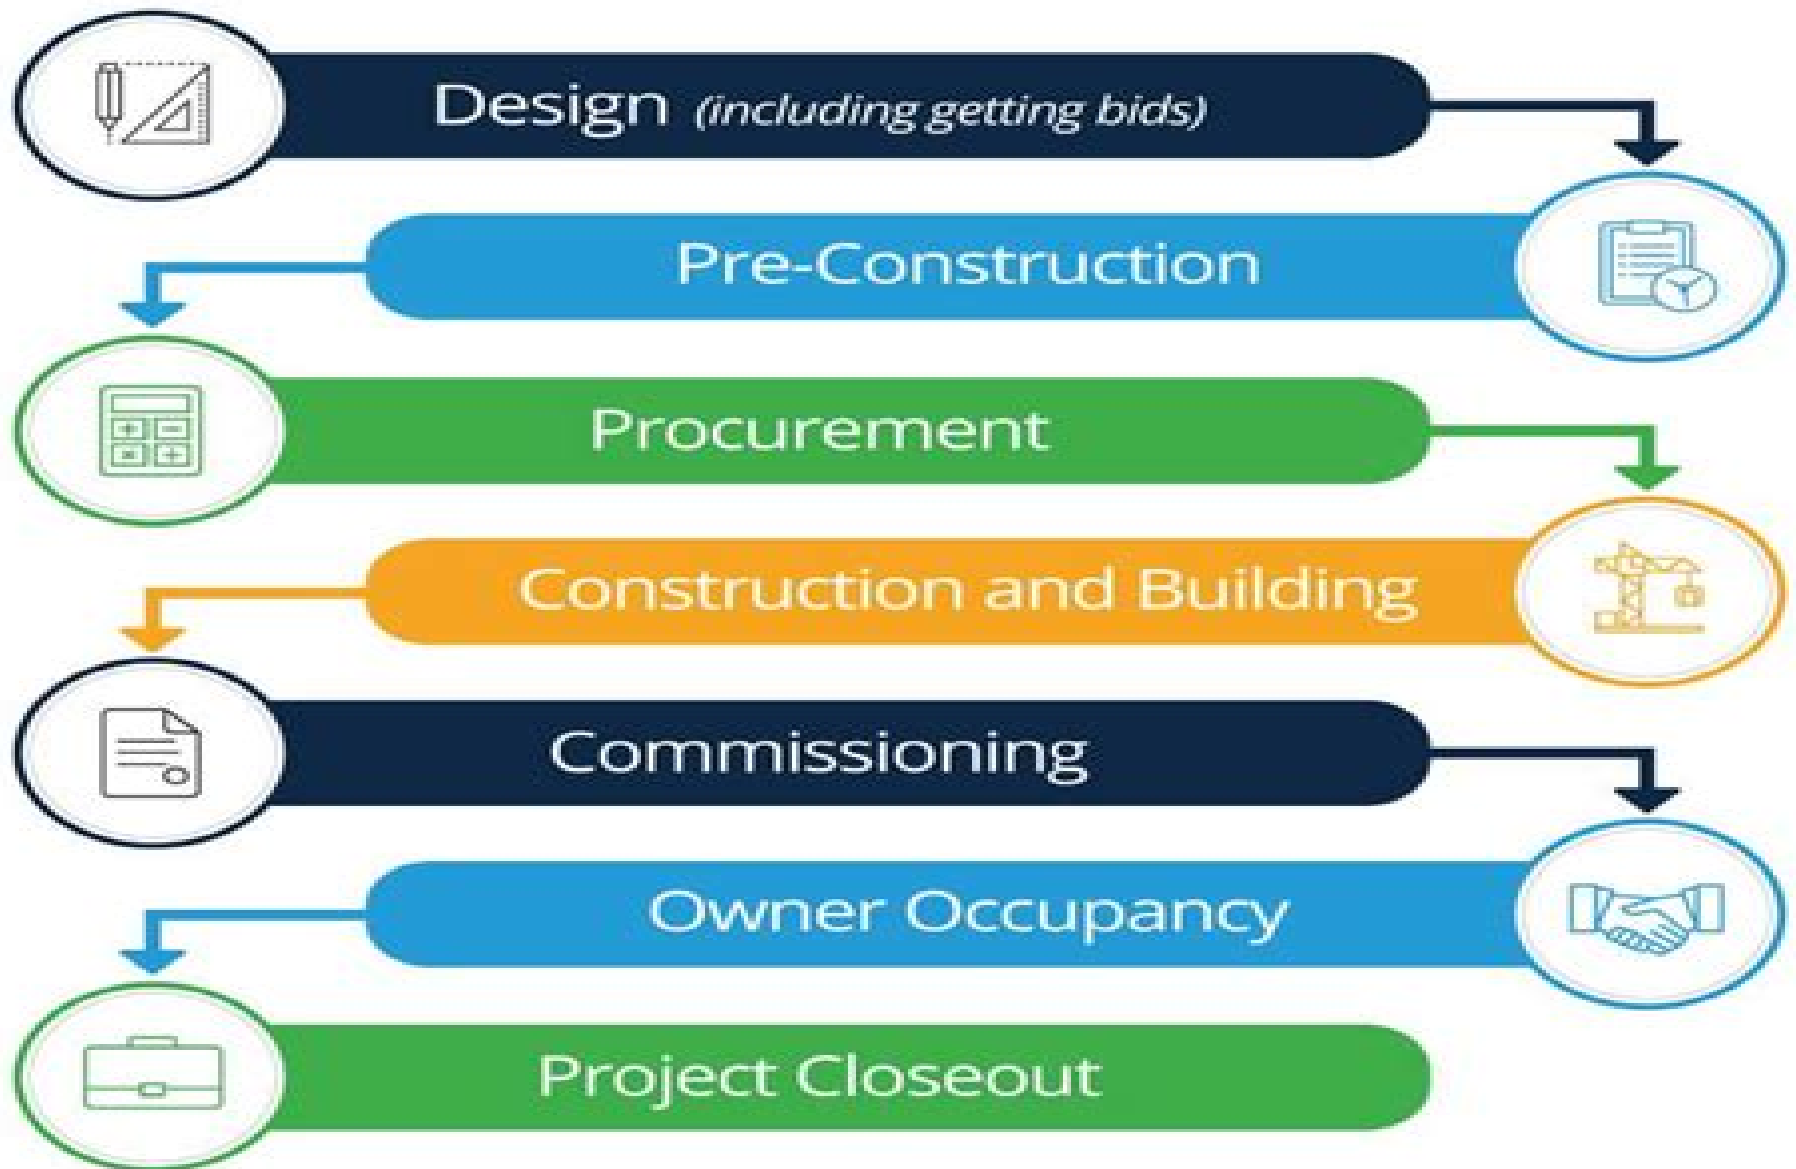 Design (including getting bids)
Pre-Construction
Procurement
Construction and Building
Commissioning
Owner Occupancy
Project Closeout